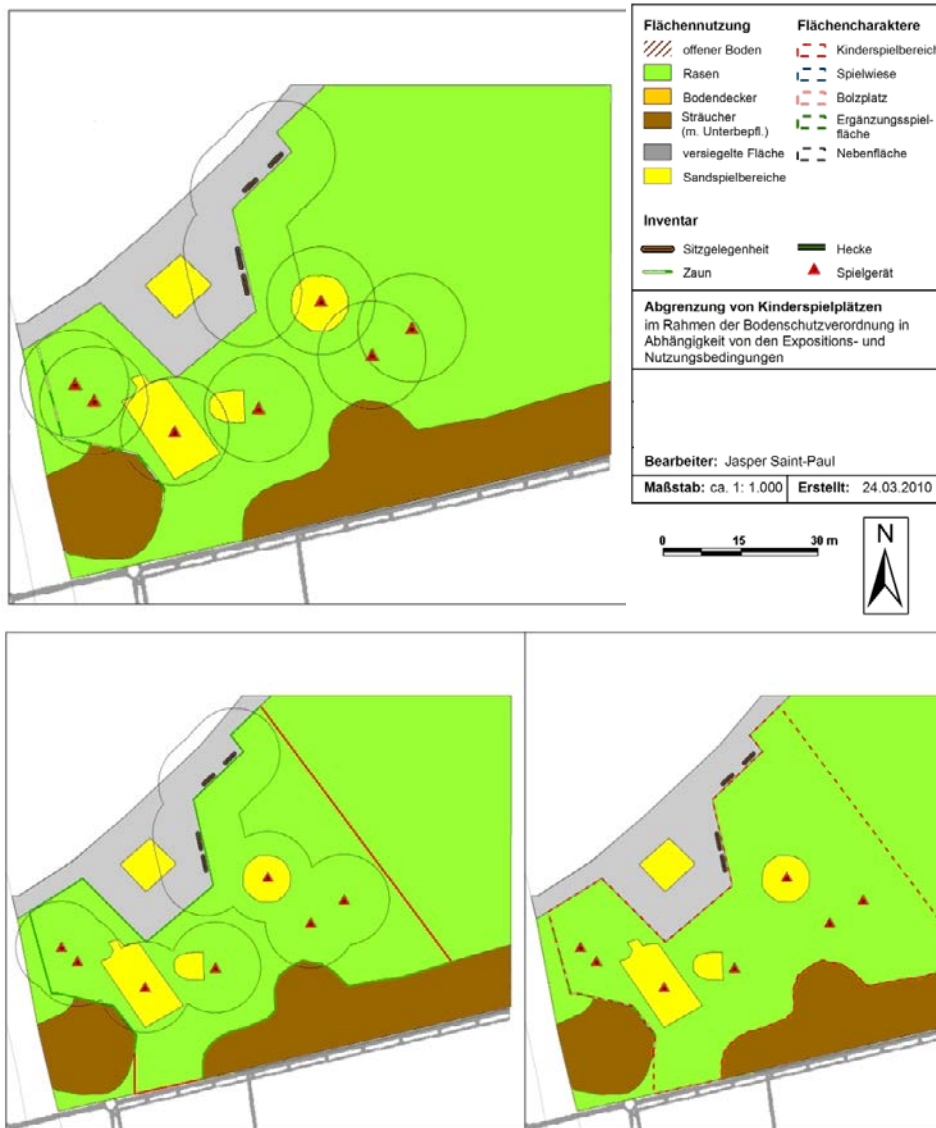 Flächennutzung
offener Boden
Rasen
Bodendecker
Sträucher
(m. Unterbepfl.)
versiegelte Fläche
Sandspielbereiche
Flächencharaktere
Kinderspielbereich
Spielwiese
Bolzplatz
Ergänzungsspiel-
fläche
Nebenfläche
Inventar
Sitzgelegenheit
Zaun
Hecke
Spielgerät
Abgrenzung von Kinderspielplätzen
im Rahmen der Bodenschutzverordnung in
Abhängigkeit von den Expositions- und
Nutzungsbedingungen
Bearbeiter: Jasper Saint-Paul
Maßstab: ca. 1: 1.000 Erstellt: 24.03.2010
0 15 30 m
N